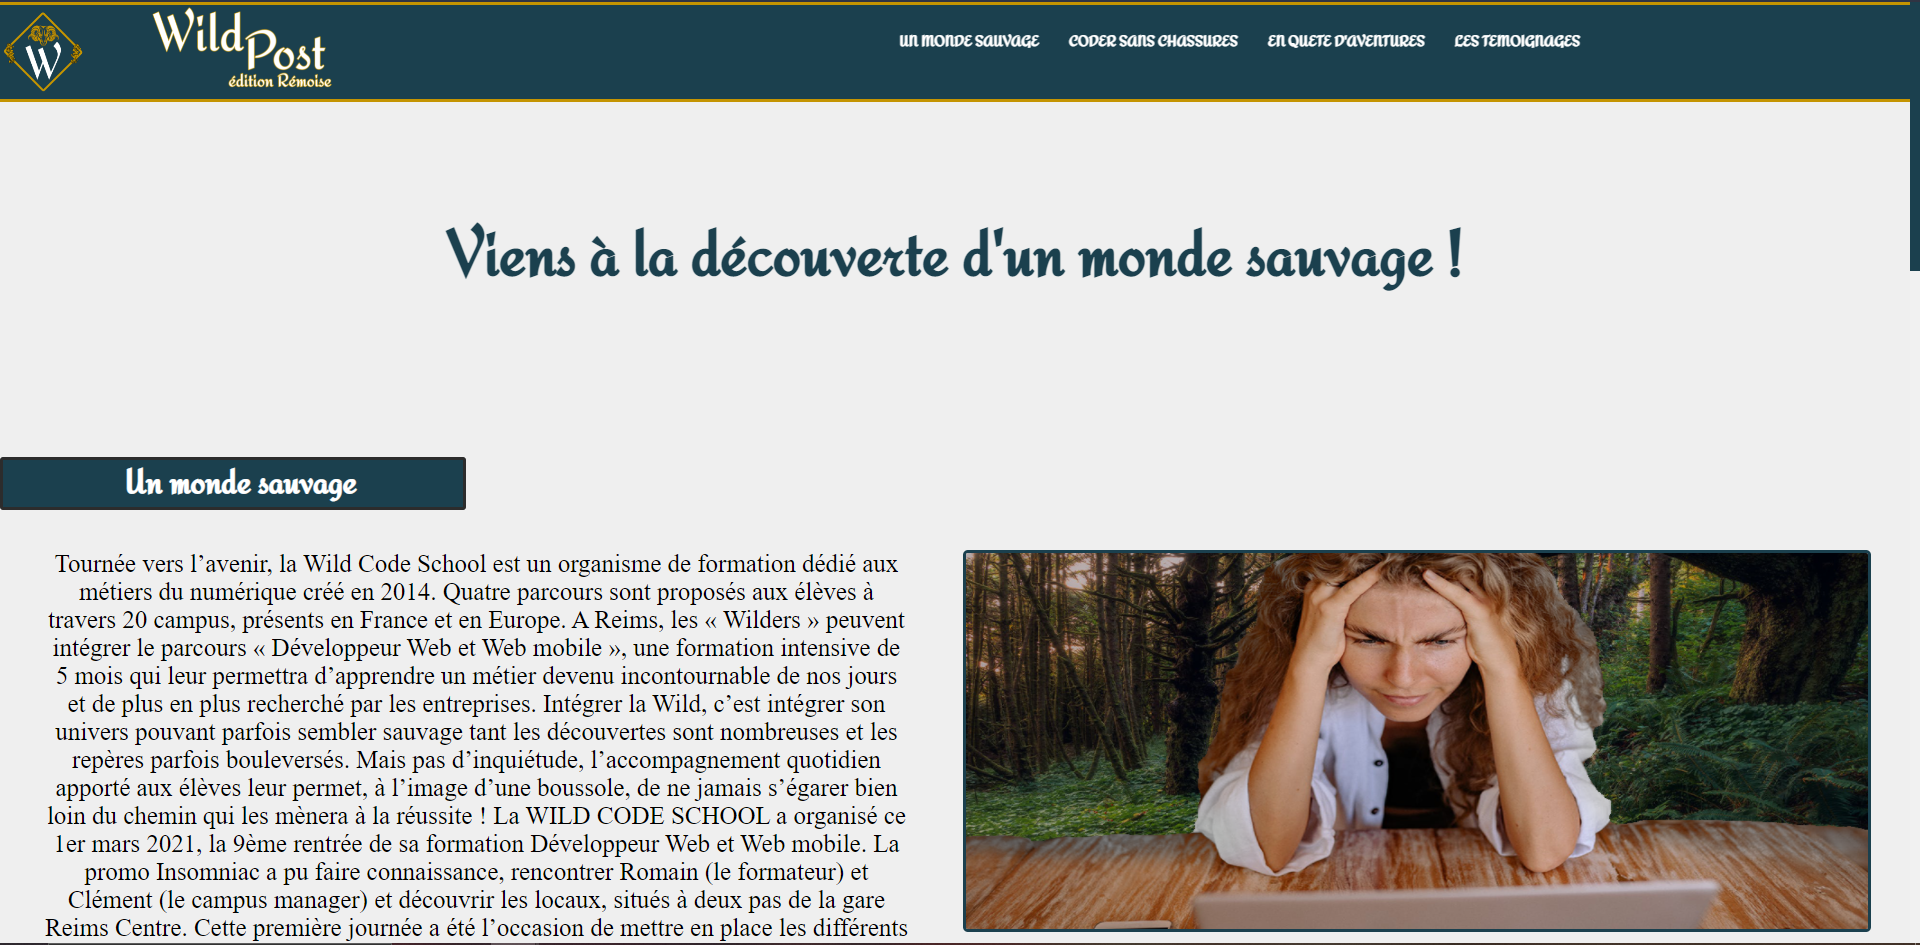 W
Wild Post
édition Rémoise
UN MONDE SAUVAGE CODER SANS CHASSURES EN QUETE D'AVENTURES LES TEMOIGNAGES
Viens à la découverte d'un monde sauvage !
Un monde sauvage
Tournée vers l’avenir, la Wild Code School est un organisme de formation dédié aux
métiers du numérique créé en 2014. Quatre parcours sont proposés aux élèves à
travers 20 campus, présents en France et en Europe. A Reims, les « Wilders » peuvent
intégrer le parcours « Développeur Web et Web mobile », une formation intensive de
5 mois qui leur permettra d’apprendre un métier devenu incontournable de nos jours
et de plus en plus recherché par les entreprises. Intégrer la Wild, c’est intégrer son
univers pouvant parfois sembler sauvage tant les découvertes sont nombreuses et les
repères parfois bouleversés. Mais pas d’inquiétude, l’accompagnement quotidien
apporté aux élèves leur permet, à l’image d’une boussole, de ne jamais s’égarer bien
loin du chemin qui les mènera à la réussite ! La WILD CODE SCHOOL a organisé ce
1er mars 2021, la 9ème rentrée de sa formation Développeur Web et Web mobile. La
promo Insomniac a pu faire connaissance, rencontrer Romain (le formateur) et
Clément (le campus manager) et découvrir les locaux, situés à deux pas de la gare
Reims Centre. Cette première journée a été l’occasion de mettre en place les différents